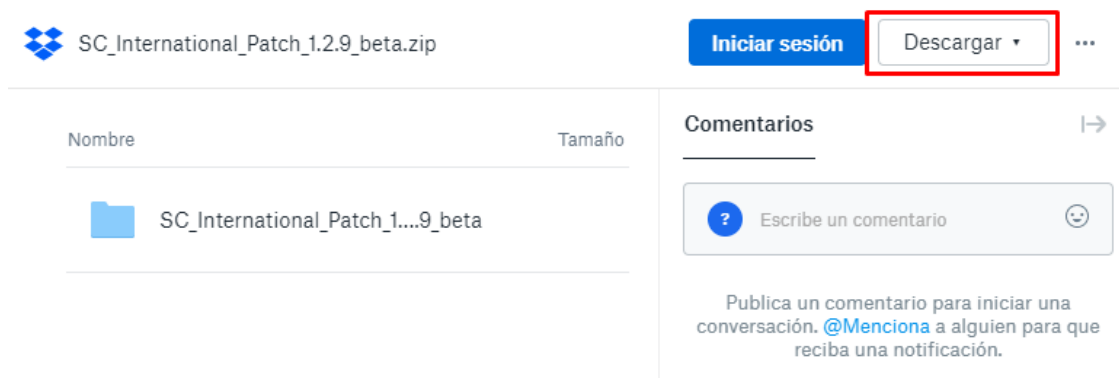 SC_International_Patch_1.2.9_beta.zip
Iniciar sesión
Descargar
Nombre
Tamaño
SC_International_Patch_1....9_beta
Comentarios
?
Escribe un comentario
Publica un comentario para iniciar una
conversación. @Menciona a alguien para que
reciba una notificación.